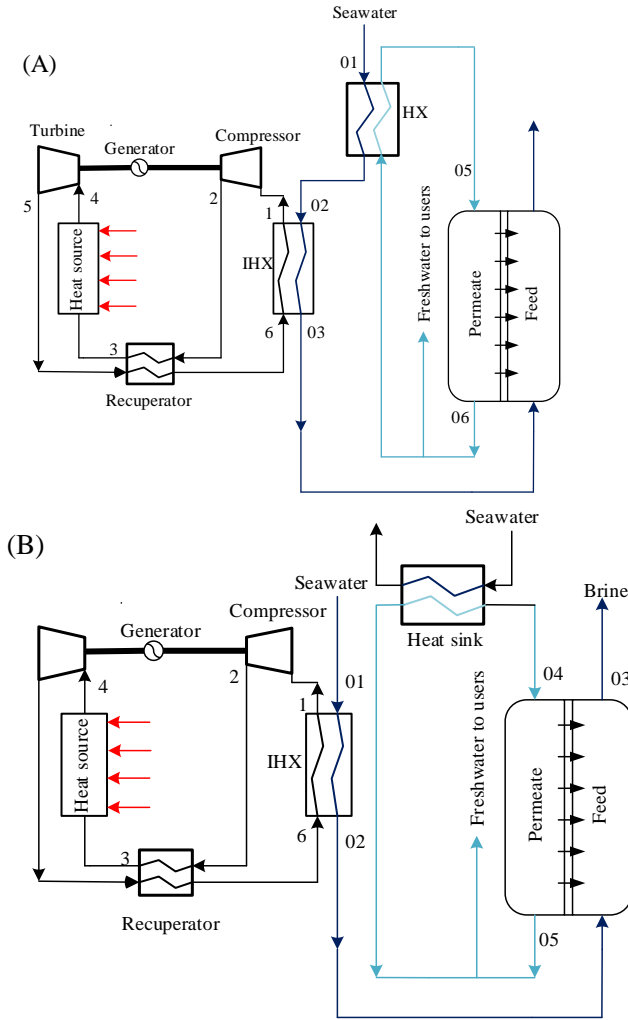 Seawater
(A)
01
HX
Turbine
Generator
Compressor
5
4
2
1
02
05
Heat source
IHX
Freshwater to users
Permeate
Feed
3
6
03
Recuperator
06
(B)
Seawater
Seawater
Brine
Compressor
Generator
Heat sink
4
2
01
04
03
1
Heat source
IHX
Freshwater to users
Permeate
Feed
3
6
02
Recuperator
05